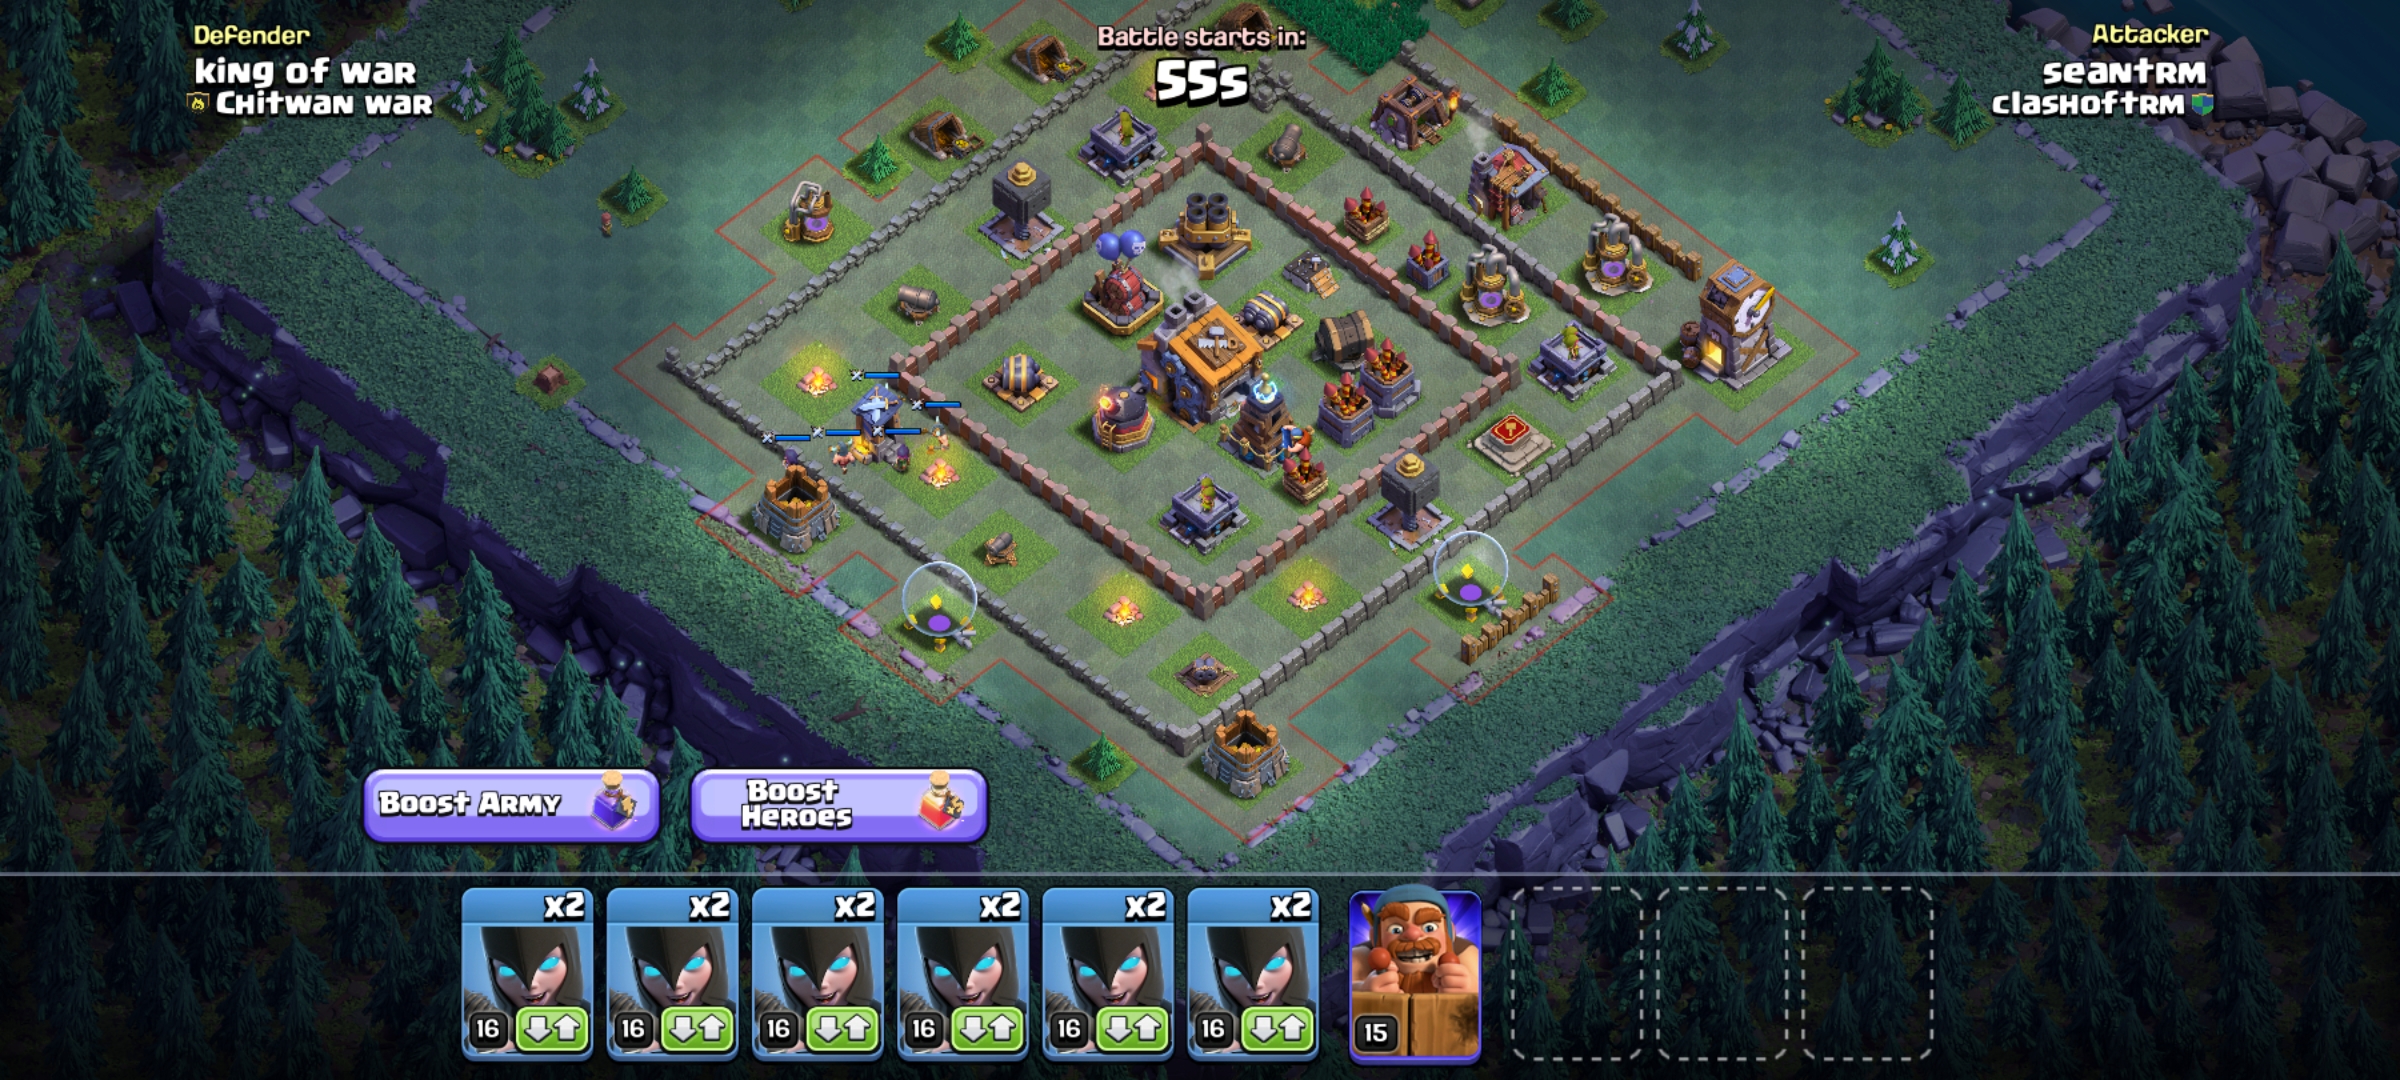 Defender
king of war
Chitwan war
Battle starts in:
55s
Attacker
seantrm
clashoftrm
Boost Army
Boost
Heroes
x2
x2
x2
x2
x2
x2
16
16
16
16
16
16
15